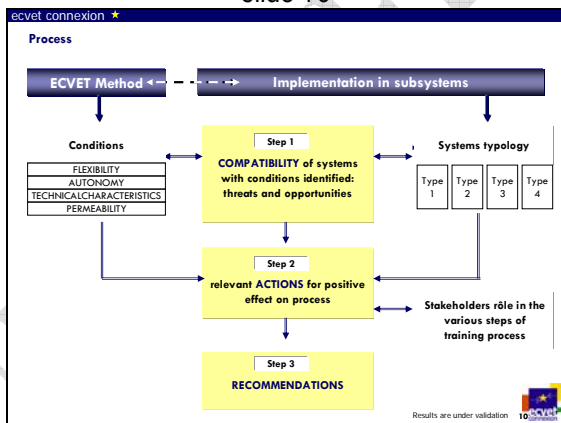 ecvet connexion
Process
ECVET Method
Implementation in subsystems
Conditions
FLEXIBILITY
AUTONOMY
TECHNICALCHARACTERISTICS
PERMEABILITY
Step 1
COMPATIBILITY of systems
with conditions identified:
threats and opportunities
Systems typology
Type
1
Type
2
Type
3
Type
4
Step 2
relevant ACTIONS for positive
effect on process
Stakeholders rôle in the
various steps of
training process
Step 3
RECOMMENDATIONS
Results are under validation 10
ecvet